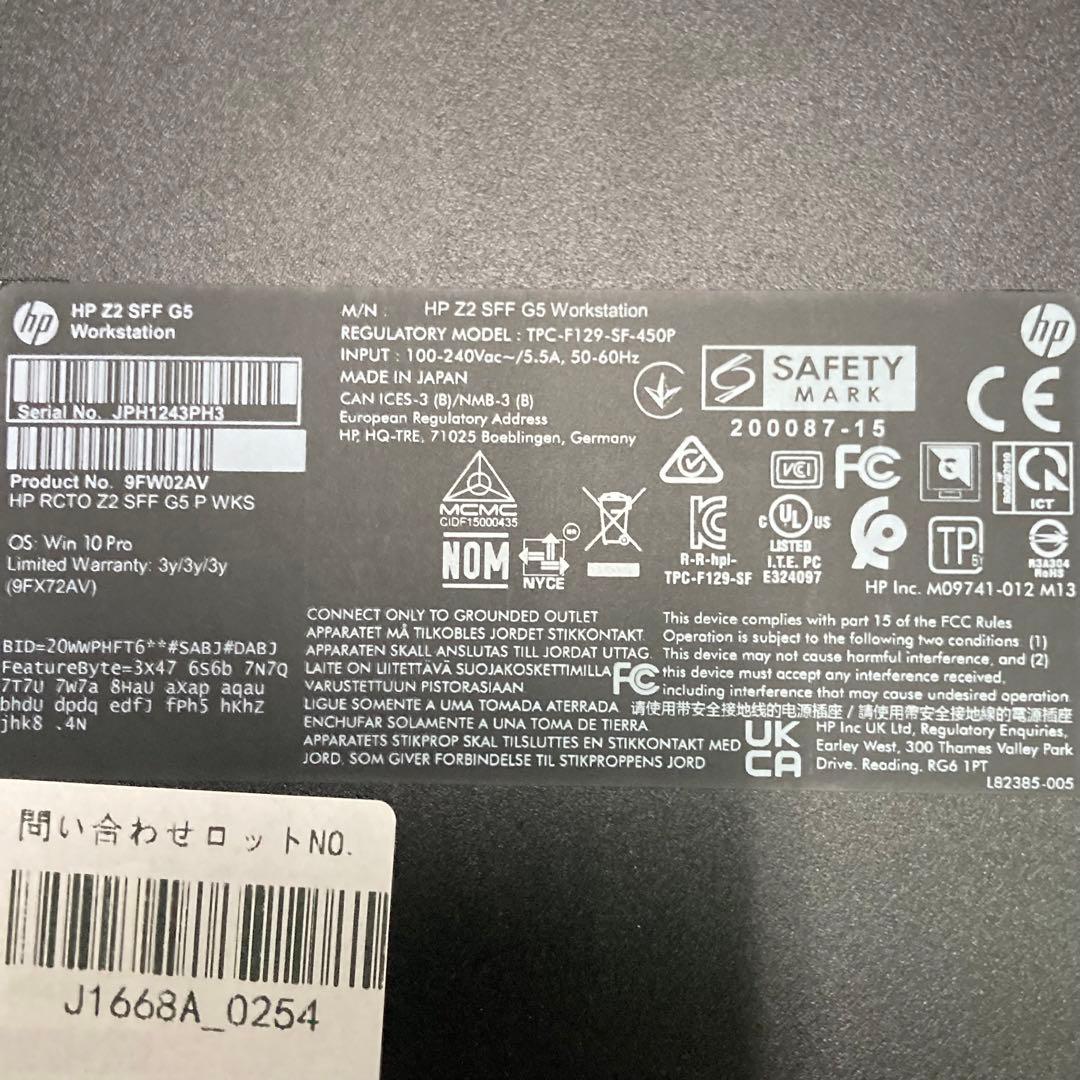 hp
HP Z2 SFF G5
Workstation
Serial No. JPH1243PH3
Product No. 9FW02AV
HP RCTO Z2 SFF G5 P WKS
OS: Win 10 Pro
Limited Warranty: 3y/3y/3y
(9FX72AV)
BID=20WWPHFT6**#SABJ#DABJ
FeatureByte=3X47 6S6b 7N7Q
7T7U 7W7a 8HaU aXap aqau
bhdU dpdq edfJ fPh5 hKhZ
jhk8 .4N
M/N : HP Z2 SFF G5 Workstation
REGULATORY MODEL : TPC-F129-SF-450P
INPUT : 100-240Vac~/5.5A, 50-60Hz
MADE IN JAPAN
CAN ICES-3 (B)/NMB-3 (B)
European Regulatory Address
HP, HQ-TRE, 71025 Boeblingen, Germany
SAFETY
MARK
200087-15
hp
CE
MCMC
CIDF15000435
NOM
NYCE
R-R-hpi-
TPC-F129-SF
VCI
FC
c UL US
LISTED
I.T.E. PC
E324097
ICT
TP
BY
R3A304
RoHS
HP Inc. M09741-012 M13
CONNECT ONLY TO GROUNDED OUTLET
APPARATET MÅ TILKOBLES JORDET STIKKONTAKT
APPARATEN SKALL ANSLUTAS TILL JORDAT UTTAG.
LAITE ON LIITETTÄVÄ SUOJAKOSKETTIMILLA
VARUSTETTUUN PISTORASIAAN
LIGUE SOMENTE A UMA TOMADA ATERRADA 请使用带安全接地线的电源插座 / 請使用帶安全接地線的電源插座
ENCHUFAR SOLAMENTE A UNA TOMA DE TIERRA
APPARATETS STIKPROP SKAL TILSLUTTES EN STIKKONTAKT MED
JORD, SOM GIVER FORBINDELSE TIL STIKPROPPENS JORD
FC
This device complies with part 15 of the FCC Rules
Operation is subject to the following two conditions. (1)
This device may not cause harmful interference, and (2)
this device must accept any interference received,
including interference that may cause undesired operation.
UK
CA
HP Inc UK Ltd, Regulatory Enquiries,
Earley West, 300 Thames Valley Park
Drive. Reading, RG6 1PT
L82385-005
問い合わせロットNO.
J1668A_0254